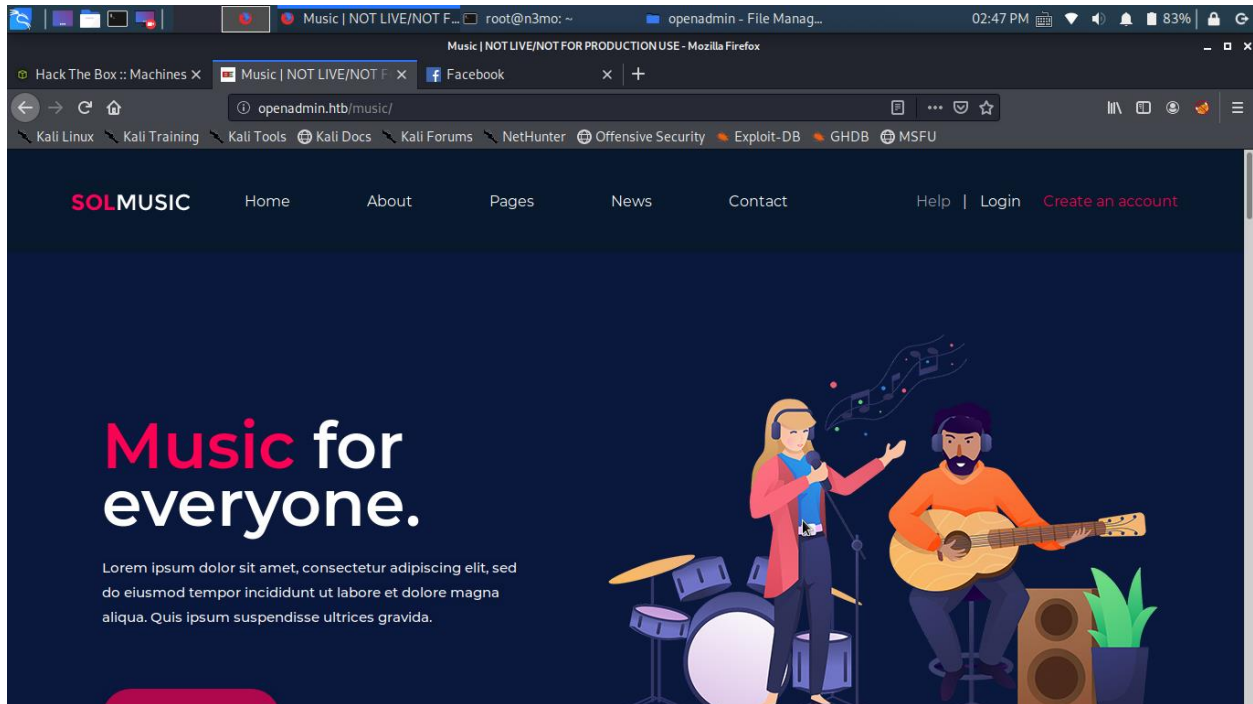 Music | NOT LIVE/NOT F... root@n3mo: ~ openadmin - File Manag... 02:47 PM 83%
Music | NOT LIVE/NOT FOR PRODUCTION USE - Mozilla Firefox
Hack The Box :: Machines Music | NOT LIVE/NOT F Facebook
openadmin.htb/music/
Kali Linux Kali Training Kali Tools Kali Docs Kali Forums NetHunter Offensive Security Exploit-DB GHDB MSFU
SOLMUSIC Home About Pages News Contact Help | Login Create an account
Music for
everyone.
Lorem ipsum dolor sit amet, consectetur adipiscing elit, sed
do eiusmod tempor incididunt ut labore et dolore magna
aliqua. Quis ipsum suspendisse ultrices gravida.